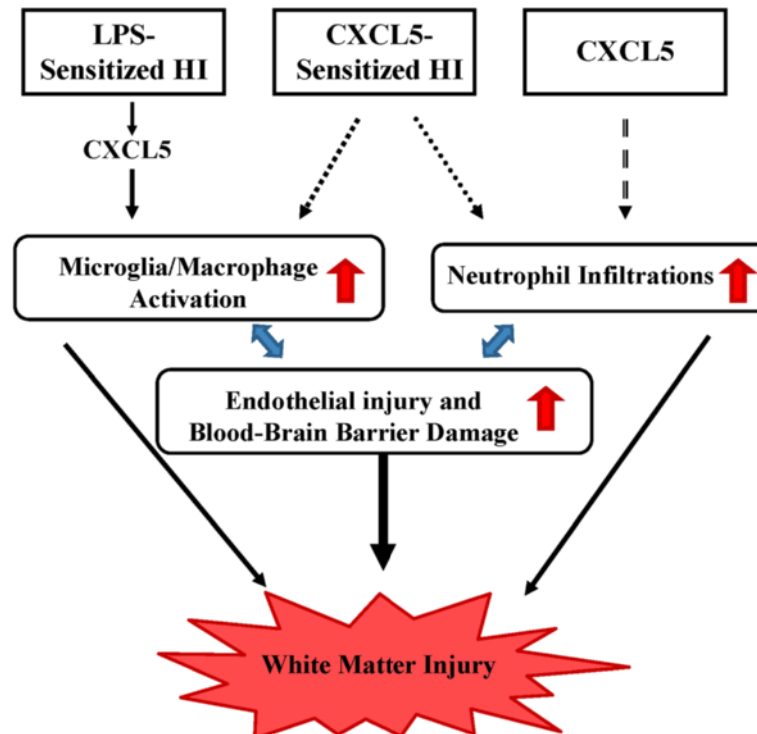 LPS-
Sensitized HI
CXCL5-
Sensitized HI
CXCL5
CXCL5
Microglia/Macrophage
Activation
Neutrophil Infiltrations
Endothelial injury and
Blood-Brain Barrier Damage
White Matter Injury